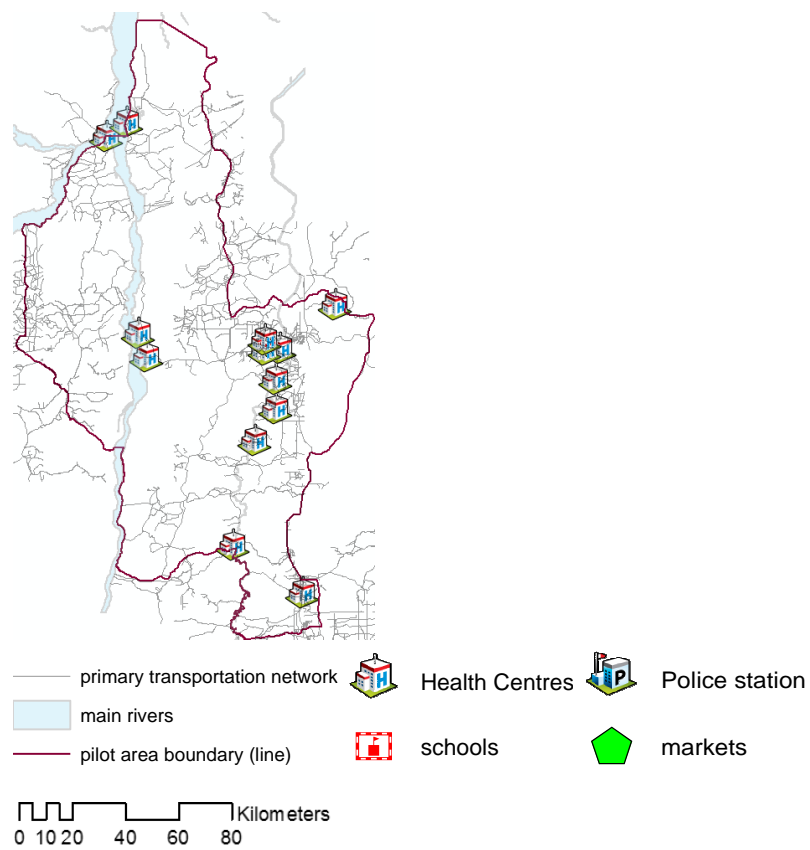 primary transportation network
Health Centres
P
Police station
main rivers
pilot area boundary (line)
schools
markets
Kilometers
0 10 20 40 60 80